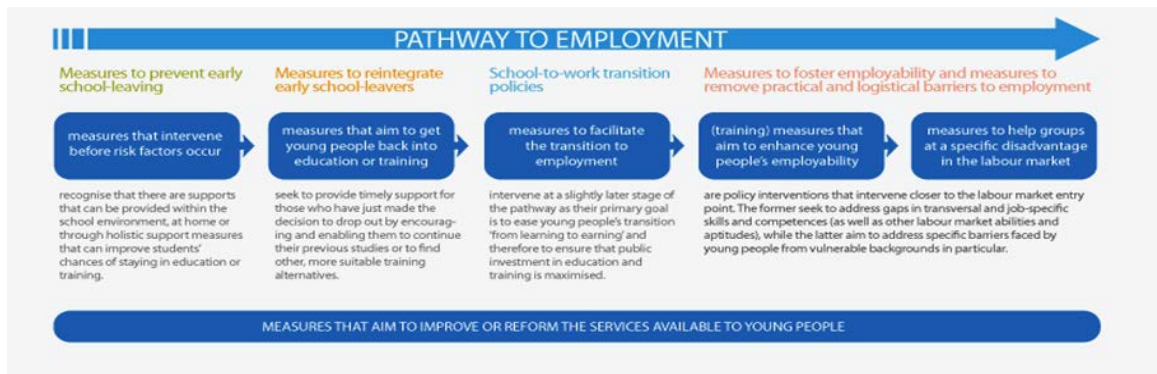 PATHWAY TO EMPLOYMENT
Measures to prevent early
school-leaving
measures that intervene
before risk factors occur
recognise that there are supports
that can be provided within the
school environment, at home or
through holistic support measures
that can improve students'
chances of staying in education or
training.
Measures to reintegrate
early school-leavers
measures that aim to get
young people back into
education or training
seek to provide timely support for
those who have just made the
decision to drop out by encourag-
ing and enabling them to continue
their previous studies or to find
other, more suitable training
alternatives.
School-to-work transition
policies
measures to facilitate
the transition to
employment
intervene at a slightly later stage of
the pathway as their primary goal
is to ease young people's transition
'from learning to earning' and
therefore to ensure that public
investment in education and
training is maximised.
Measures to foster employability and measures to
remove practical and logistical barriers to employment
(training) measures that
aim to enhance young
people's employability
measures to help groups
at a specific disadvantage
in the labour market
are policy interventions that intervene closer to the labour market entry
point. The former seek to address gaps in transversal and job-specific
skills and competences (as well as other labour market abilities and
aptitudes), while the latter aim to address specific barriers faced by
young people from vulnerable backgrounds in particular.
MEASURES THAT AIM TO IMPROVE OR REFORM THE SERVICES AVAILABLE TO YOUNG PEOPLE